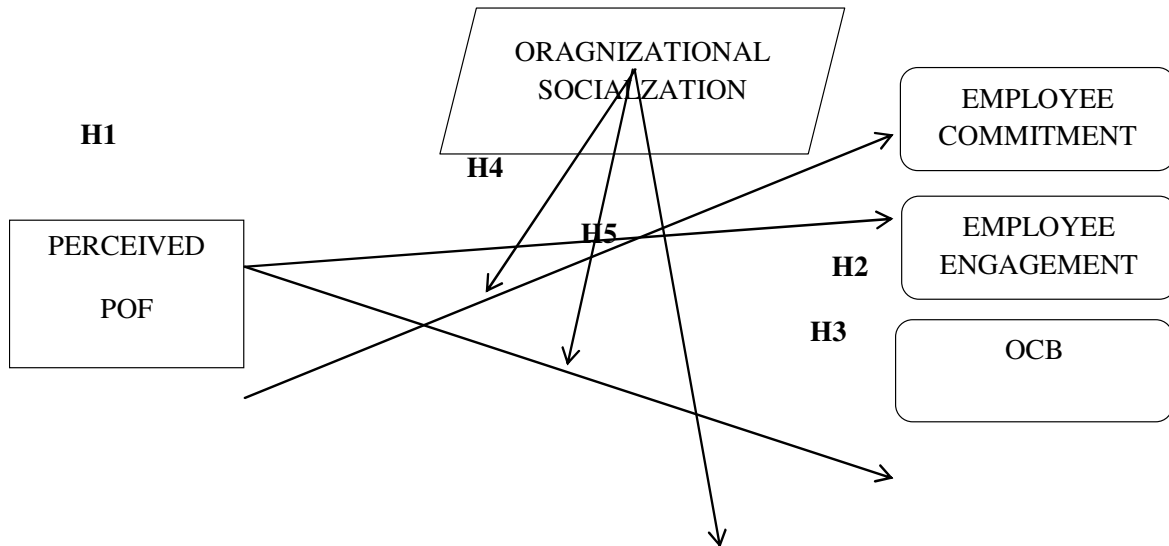 ORAGNIZATIONAL
SOCIALZATION
EMPLOYEE
COMMITMENT
H1
H4
PERCEIVED
POF
H5
EMPLOYEE
ENGAGEMENT
H2
H3
OCB